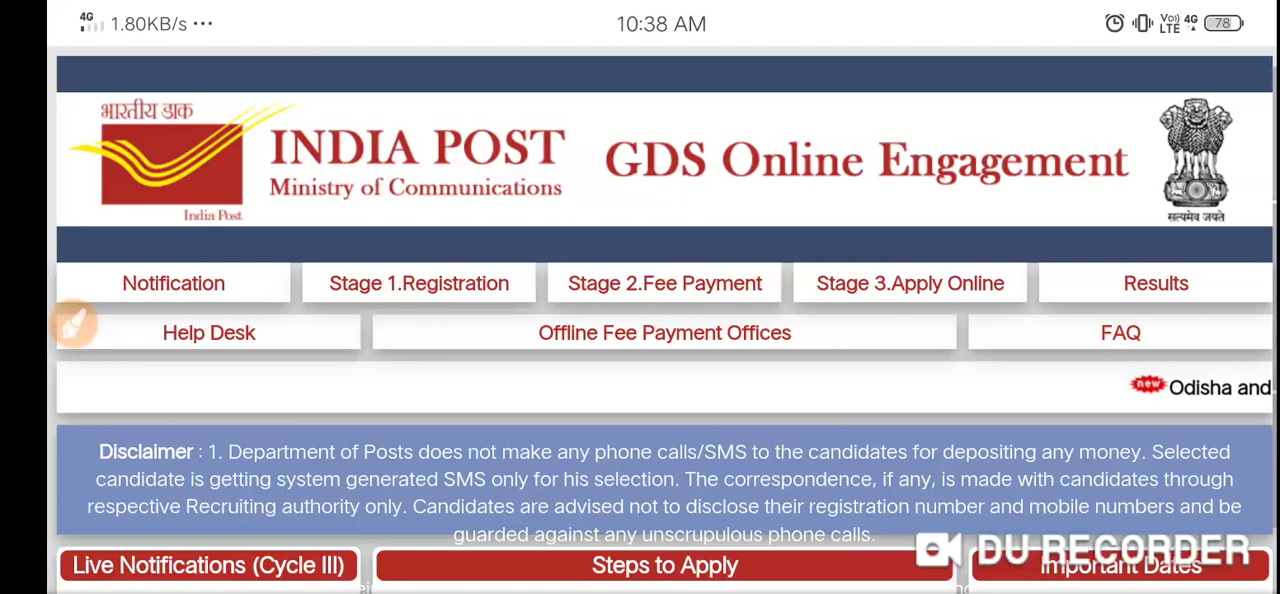 4G 1.80KB/s ••• 10:38 AM Vo)) LTE 4G 78
भारतीय डाक
INDIA POST
Ministry of Communications
India Post
GDS Online Engagement
सत्यमेव जयते
Notification Stage 1.Registration Stage 2.Fee Payment Stage 3.Apply Online Results
Help Desk Offline Fee Payment Offices FAQ
new Odisha and
Disclaimer : 1. Department of Posts does not make any phone calls/SMS to the candidates for depositing any money. Selected
candidate is getting system generated SMS only for his selection. The correspondence, if any, is made with candidates through
respective Recruiting authority only. Candidates are advised not to disclose their registration number and mobile numbers and be
guarded against any unscrupulous phone calls.
Live Notifications (Cycle III) Steps to Apply Important Dates
DU RECORDER